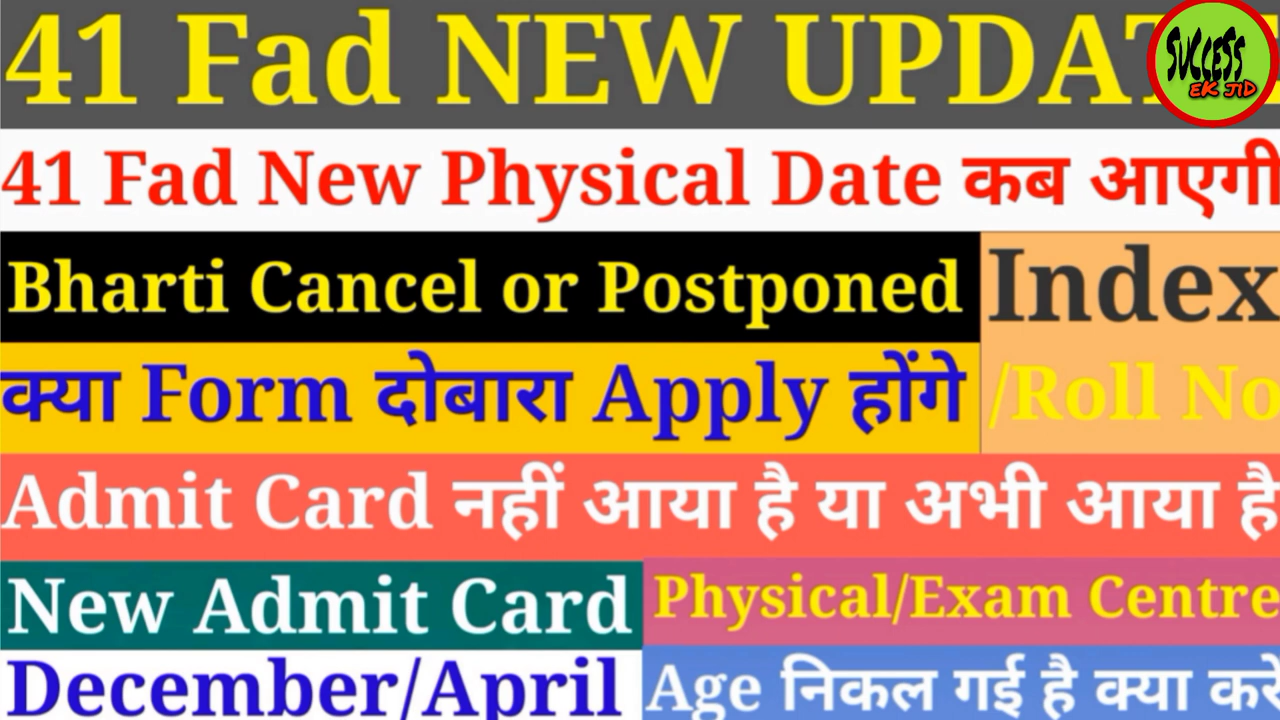 41 Fad NEW UPDAT
SUCCESS
EK JID
41 Fad New Physical Date कब आएगी
Bharti Cancel or Postponed
Index
/Roll No
क्या Form दोबारा Apply होंगे
Admit Card नहीं आया है या अभी आया है
New Admit Card
Physical/Exam Centre
December/April
Age निकल गई है क्या करे